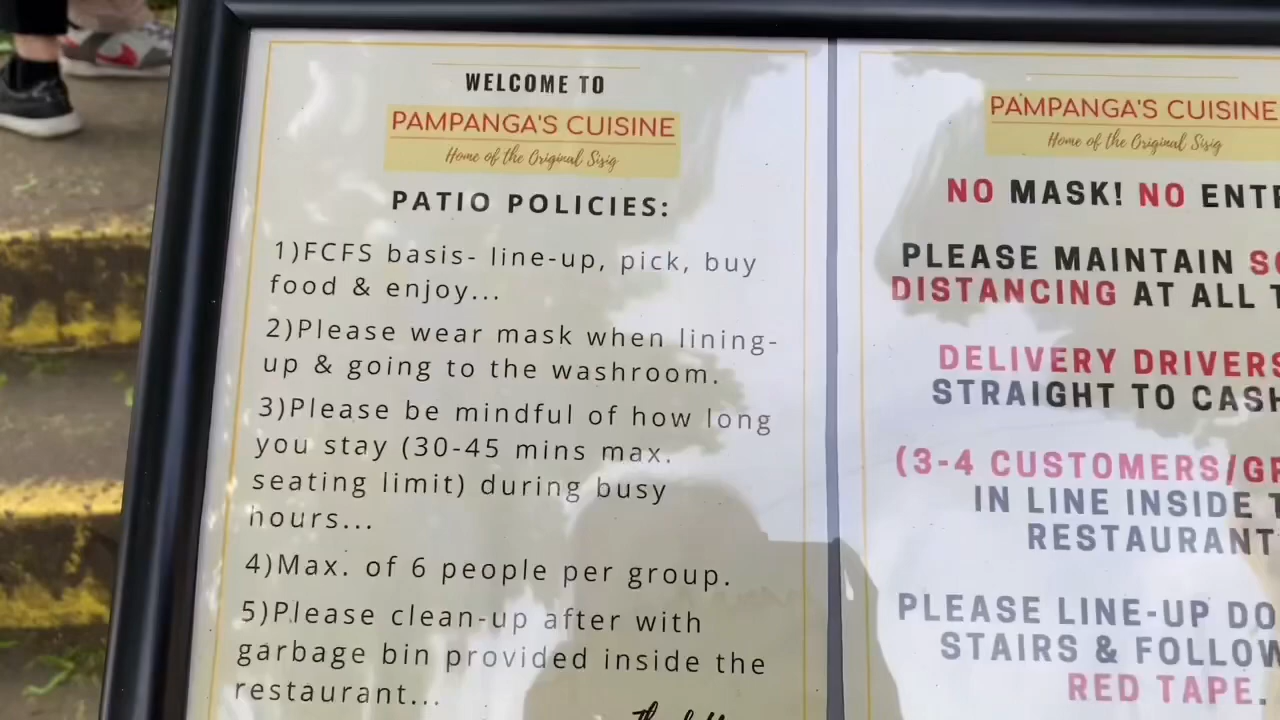 WELCOME TO
PAMPANGA'S CUISINE
Home of the Original Sisig
PATIO POLICIES:
1)FCFS basis- line-up, pick, buy
food & enjoy...
2)Please wear mask when lining-
up & going to the washroom.
3)Please be mindful of how long
you stay (30-45 mins max.
seating limit) during busy
hours...
4)Max. of 6 people per group.
5)Please clean-up after with
garbage bin provided inside the
restaurant...
PAMPANGA'S CUISINE
Home of the Original Sisig
NO MASK! NO
PLEASE MAINTAIN
DISTANCING AT ALL
DELIVERY DRIVERS
STRAIGHT TO
(3-4 CUSTOMERS/
IN LINE INSIDE
RESTAURANT
PLEASE LINE-UP
STAIRS & FOLLOW
RED TAPE.